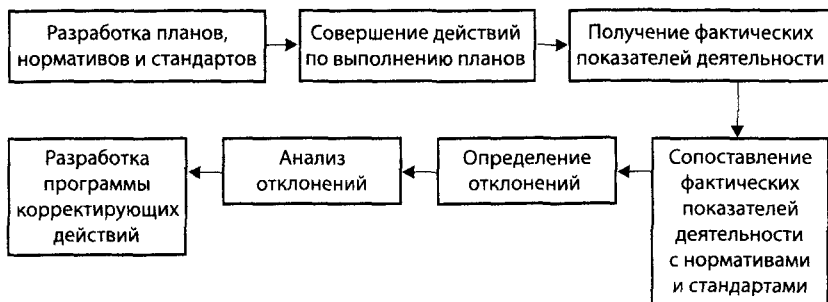 Разработка планов,
нормативов и стандартов
Совершение действий
по выполнению планов
Получение фактических
показателей деятельности
Сопоставление
фактических
показателей
деятельности
с нормативами
и стандартами
Определение
отклонений
Анализ
отклонений
Разработка
программы
корректирующих
действий